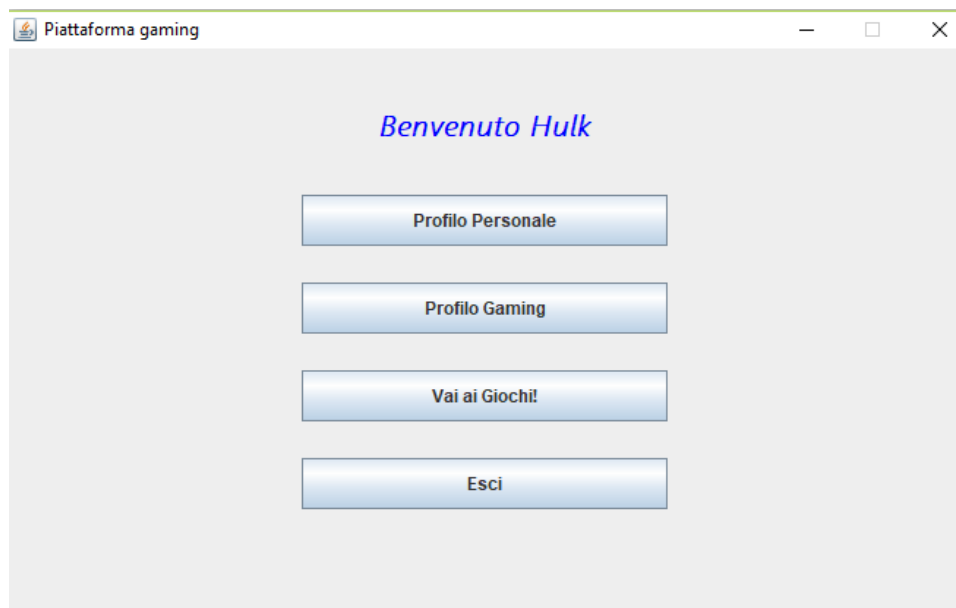 Piattaforma gaming
Benvenuto Hulk
Profilo Personale
Profilo Gaming
Vai ai Giochi!
Esci